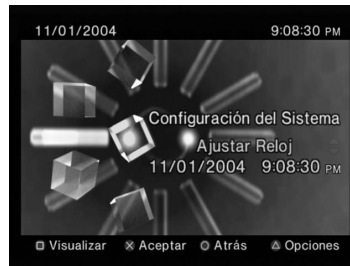 11/01/2004 9:08:30 PM
Configuración del Sistema
Ajustar Reloj
11/01/2004 9:08:30 PM
Visualizar Aceptar Atrás Opciones